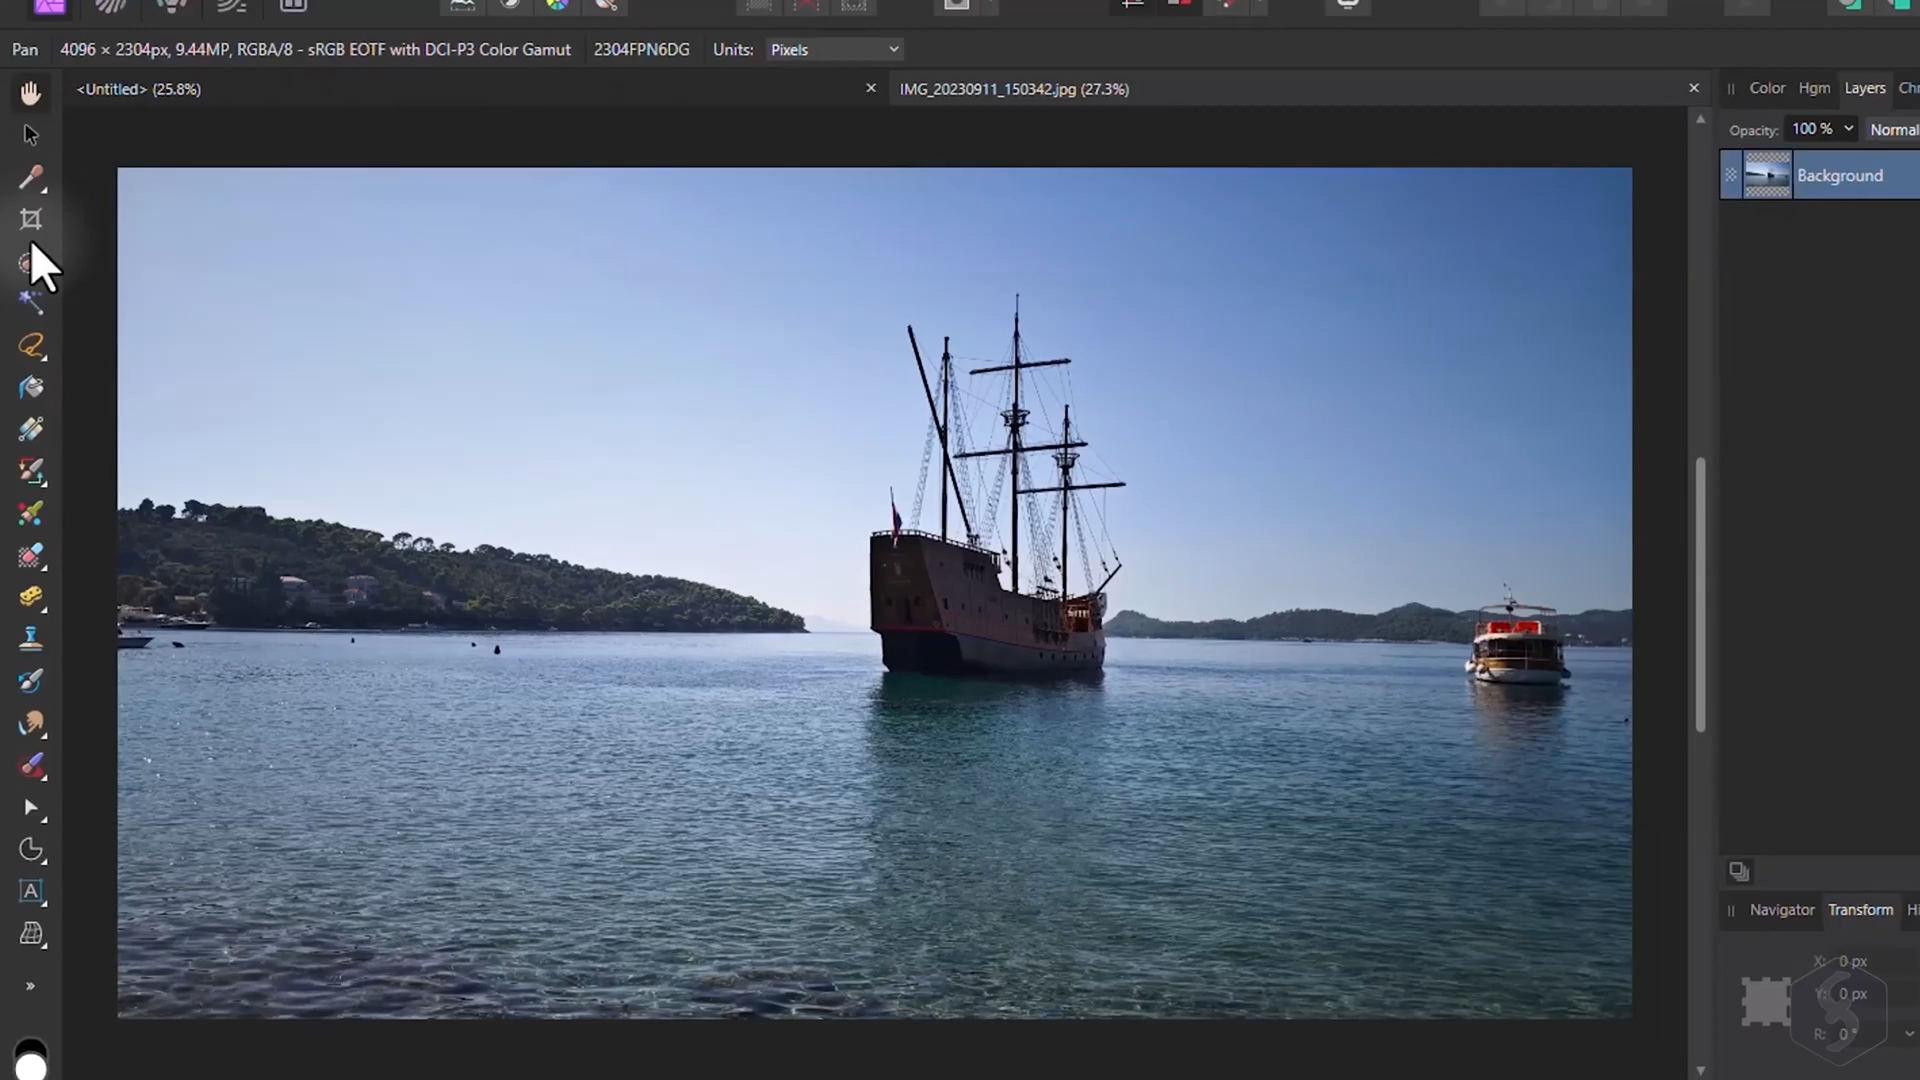 Pan 4096 × 2304px, 9.44MP, RGBA/8 - sRGB EOTF with DCI-P3 Color Gamut 2304FPN6DG Units: Pixels
<Untitled> (25.8%) IMG_20230911_150342.jpg (27.3%)
Color Hgm Layers
Opacity: 100 % Normal
Background
A
Navigator Transform
X: 0 px
Y: 0 px
R: 0 °